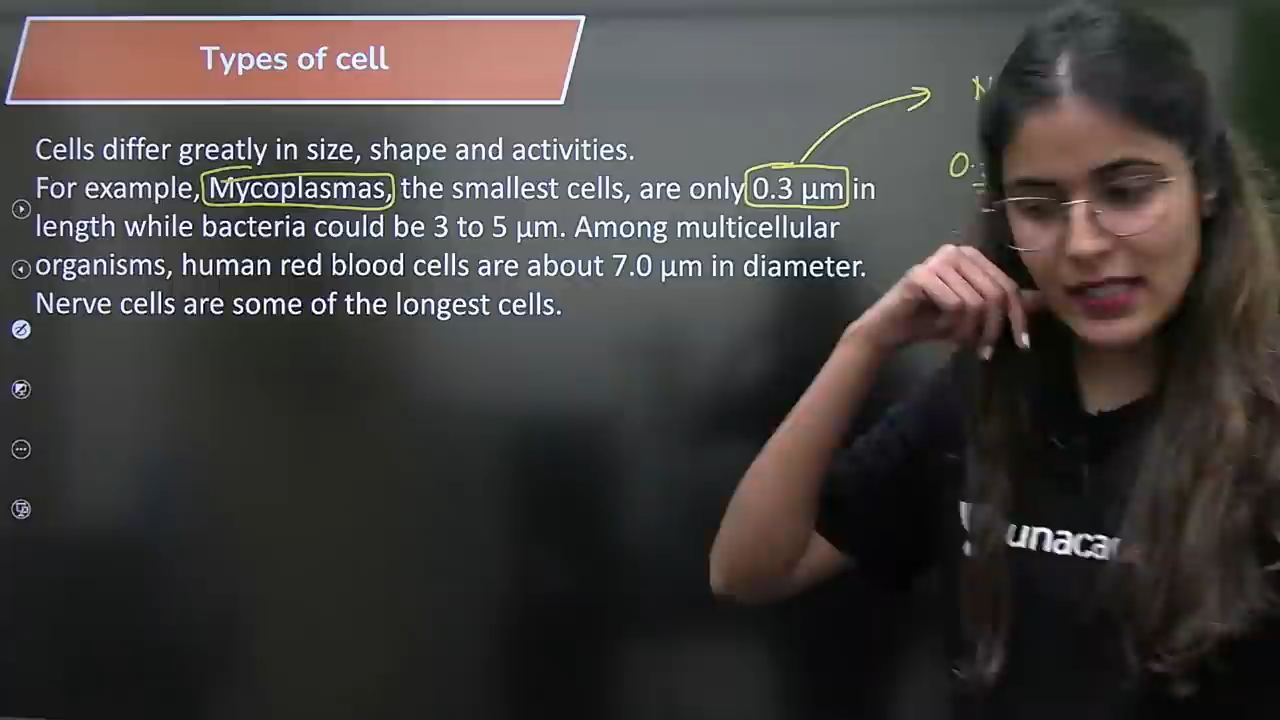 Types of cell
Cells differ greatly in size, shape and activities.
For example, Mycoplasmas, the smallest cells, are only 0.3 μm in
length while bacteria could be 3 to 5 μm. Among multicellular
organisms, human red blood cells are about 7.0 μm in diameter.
Nerve cells are some of the longest cells.